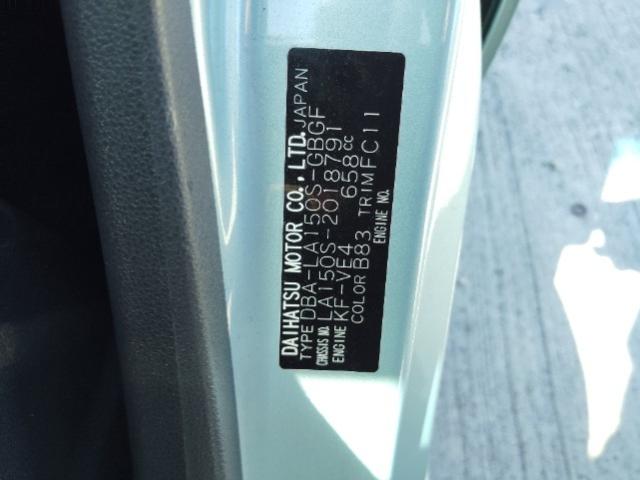 DAIHATSU MOTOR CO., LTD. JAPAN
TYPE DBA-LA150S-GBGF
CHASSIS NO. LA150S-2018791
ENGINE KF-VE4 658cc
COLOR B83 TRIM FC11
ENGINE NO.